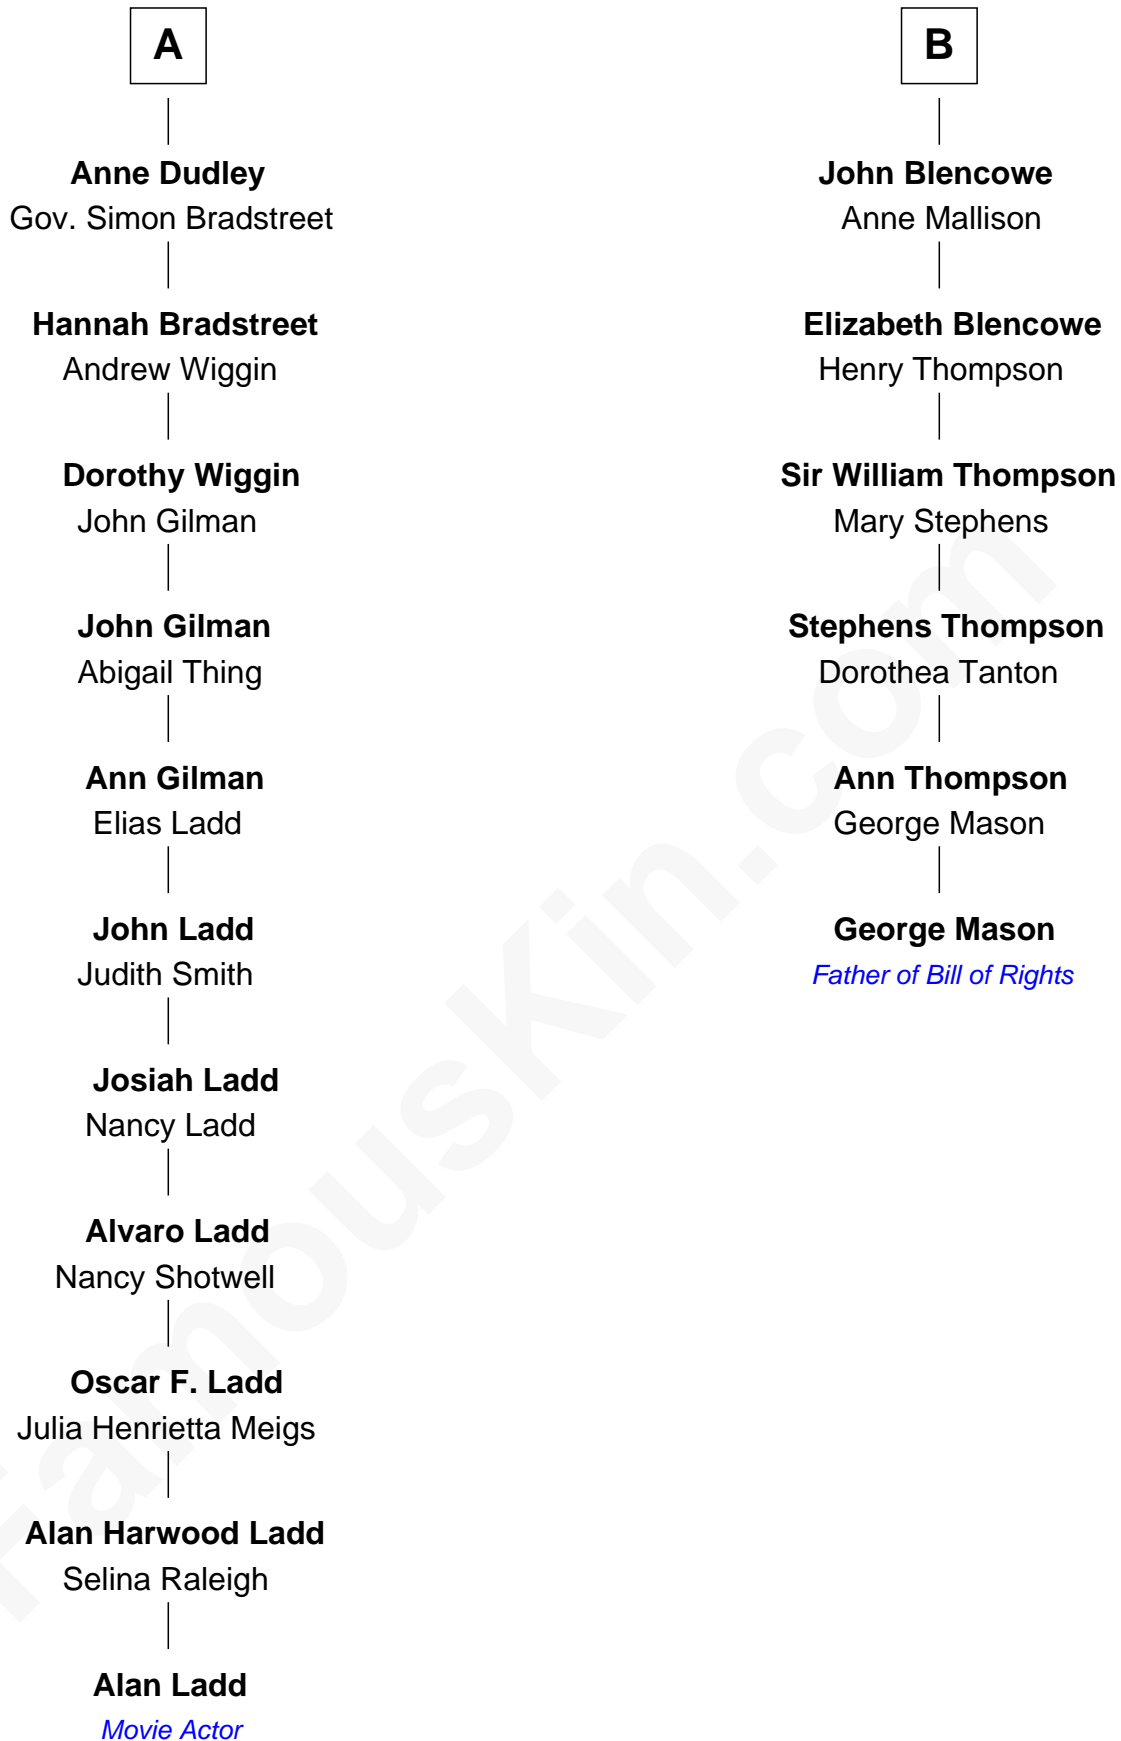 A
Anne Dudley
Gov. Simon Bradstreet
Hannah Bradstreet
Andrew Wiggin
Dorothy Wiggin
John Gilman
John Gilman
Abigail Thing
Ann Gilman
Elias Ladd
John Ladd
Judith Smith
Josiah Ladd
Nancy Ladd
Alvaro Ladd
Nancy Shotwell
Oscar F. Ladd
Julia Henrietta Meigs
Alan Harwood Ladd
Selina Raleigh
Alan Ladd
Movie Actor
B
John Blencowe
Anne Mallison
Elizabeth Blencowe
Henry Thompson
Sir William Thompson
Mary Stephens
Stephens Thompson
Dorothea Tanton
Ann Thompson
George Mason
George Mason
Father of Bill of Rights
FamousKin.com